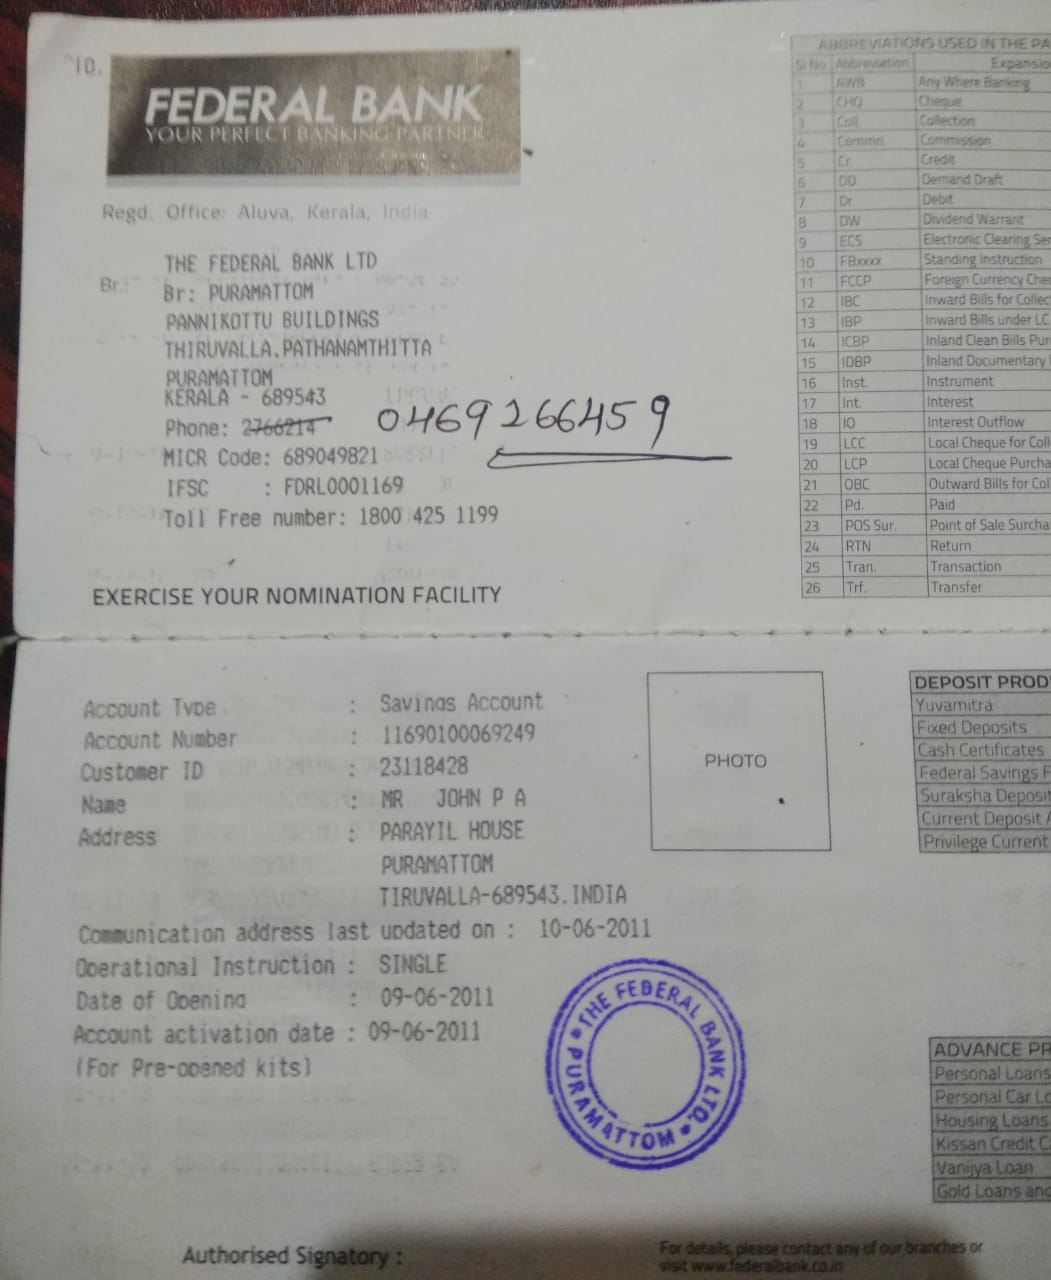 FEDERAL BANK
YOUR PERFECT BANKING PARTNER
Regd. Office: Aluva, Kerala, India
Br.:
THE FEDERAL BANK LTD
Br: PURAMATTOM
PANNIKOTTU BUILDINGS
THIRUVALLA.PATHANAMTHITTA
PURAMATTOM
KERALA - 689543
Phone: 2766214 0469266459
MICR Code: 689049821
IFSC : FDRL0001169
Toll Free number: 1800 425 1199
EXERCISE YOUR NOMINATION FACILITY
ABBREVIATIONS USED IN THE PA
Sl No. Abbreviation Expansio
1 AWB Any Where Banking
2 CHQ Cheque
3 Coll. Collection
4 Commn. Commission
5 Cr. Credit
6 DD Demand Draft
7 Dr. Debit
8 DW Dividend Warrant
9 ECS Electronic Clearing Ser
10 FBxxxx Standing Instruction
11 FCCP Foreign Currency Che
12 IBC Inward Bills for Collec
13 IBP Inward Bills under LC
14 ICBP Inland Clean Bills Pur
15 IDBP Inland Documentary
16 Inst. Instrument
17 Int. Interest
18 IO Interest Outflow
19 LCC Local Cheque for Coll
20 LCP Local Cheque Purcha
21 OBC Outward Bills for Col
22 Pd. Paid
23 POS Sur. Point of Sale Surcha
24 RTN Return
25 Tran. Transaction
26 Trf. Transfer
Account Type : Savings Account
Account Number : 11690100069249
Customer ID : 23118428
Name : MR JOHN P A
Address : PARAYIL HOUSE
PURAMATTOM
TIRUVALLA-689543.INDIA
Communication address last updated on : 10-06-2011
Operational Instruction : SINGLE
Date of Opening : 09-06-2011
Account activation date : 09-06-2011
(For Pre-opened kits)
PHOTO
THE FEDERAL BANK LTD.
PURAMATTOM
DEPOSIT PROD
Yuvamitra
Fixed Deposits
Cash Certificates
Federal Savings F
Suraksha Deposit
Current Deposit A
Privilege Current
ADVANCE PR
Personal Loans
Personal Car Lo
Housing Loans
Kissan Credit C
Vanijya Loan
Gold Loans and
Authorised Signatory :
For details, please contact any of our branches or
visit www.federalbank.co.in